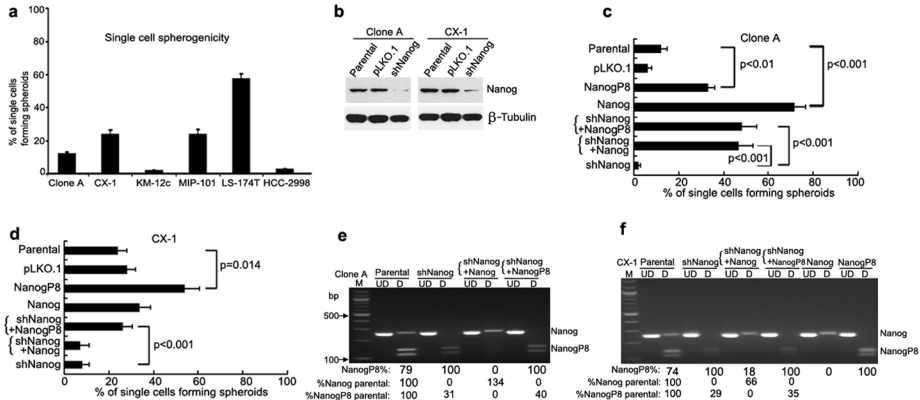 a
Single cell spherogenicity
% of single cells
forming spheroids
100
80
60
40
20
0
Clone A CX-1 KM-12c MIP-101 LS-174T HCC-2998
b
Clone A CX-1
Parental pLKO.1 shNanog Parental pLKO.1 shNanog
Nanog
β-Tubulin
c
Clone A
Parental
pLKO.1
NanogP8
Nanog
{ shNanog
+NanogP8
{ shNanog
+Nanog
shNanog
p<0.01
p<0.001
p<0.001
p<0.001
0 20 40 60 80 100
% of single cells forming spheroids
d
CX-1
Parental
pLKO.1
NanogP8
Nanog
{ shNanog
+NanogP8
{ shNanog
+Nanog
shNanog
p=0.014
p<0.001
0 20 40 60 80 100
% of single cells forming spheroids
e
Clone A Parental shNanog { shNanog +Nanog { shNanog +NanogP8
M UD D UD D UD D UD D
bp
500
100
Nanog
NanogP8
NanogP8%: 79 100 0 100
%Nanog parental: 100 0 134 0
%NanogP8 parental: 100 31 0 40
f
CX-1 Parental shNanog { shNanog +Nanog { shNanog +NanogP8 Nanog NanogP8
M UD D UD D UD D UD D UD D UD D
Nanog
NanogP8
74 100 18 100 0 100
100 0 66 0
100 29 0 35